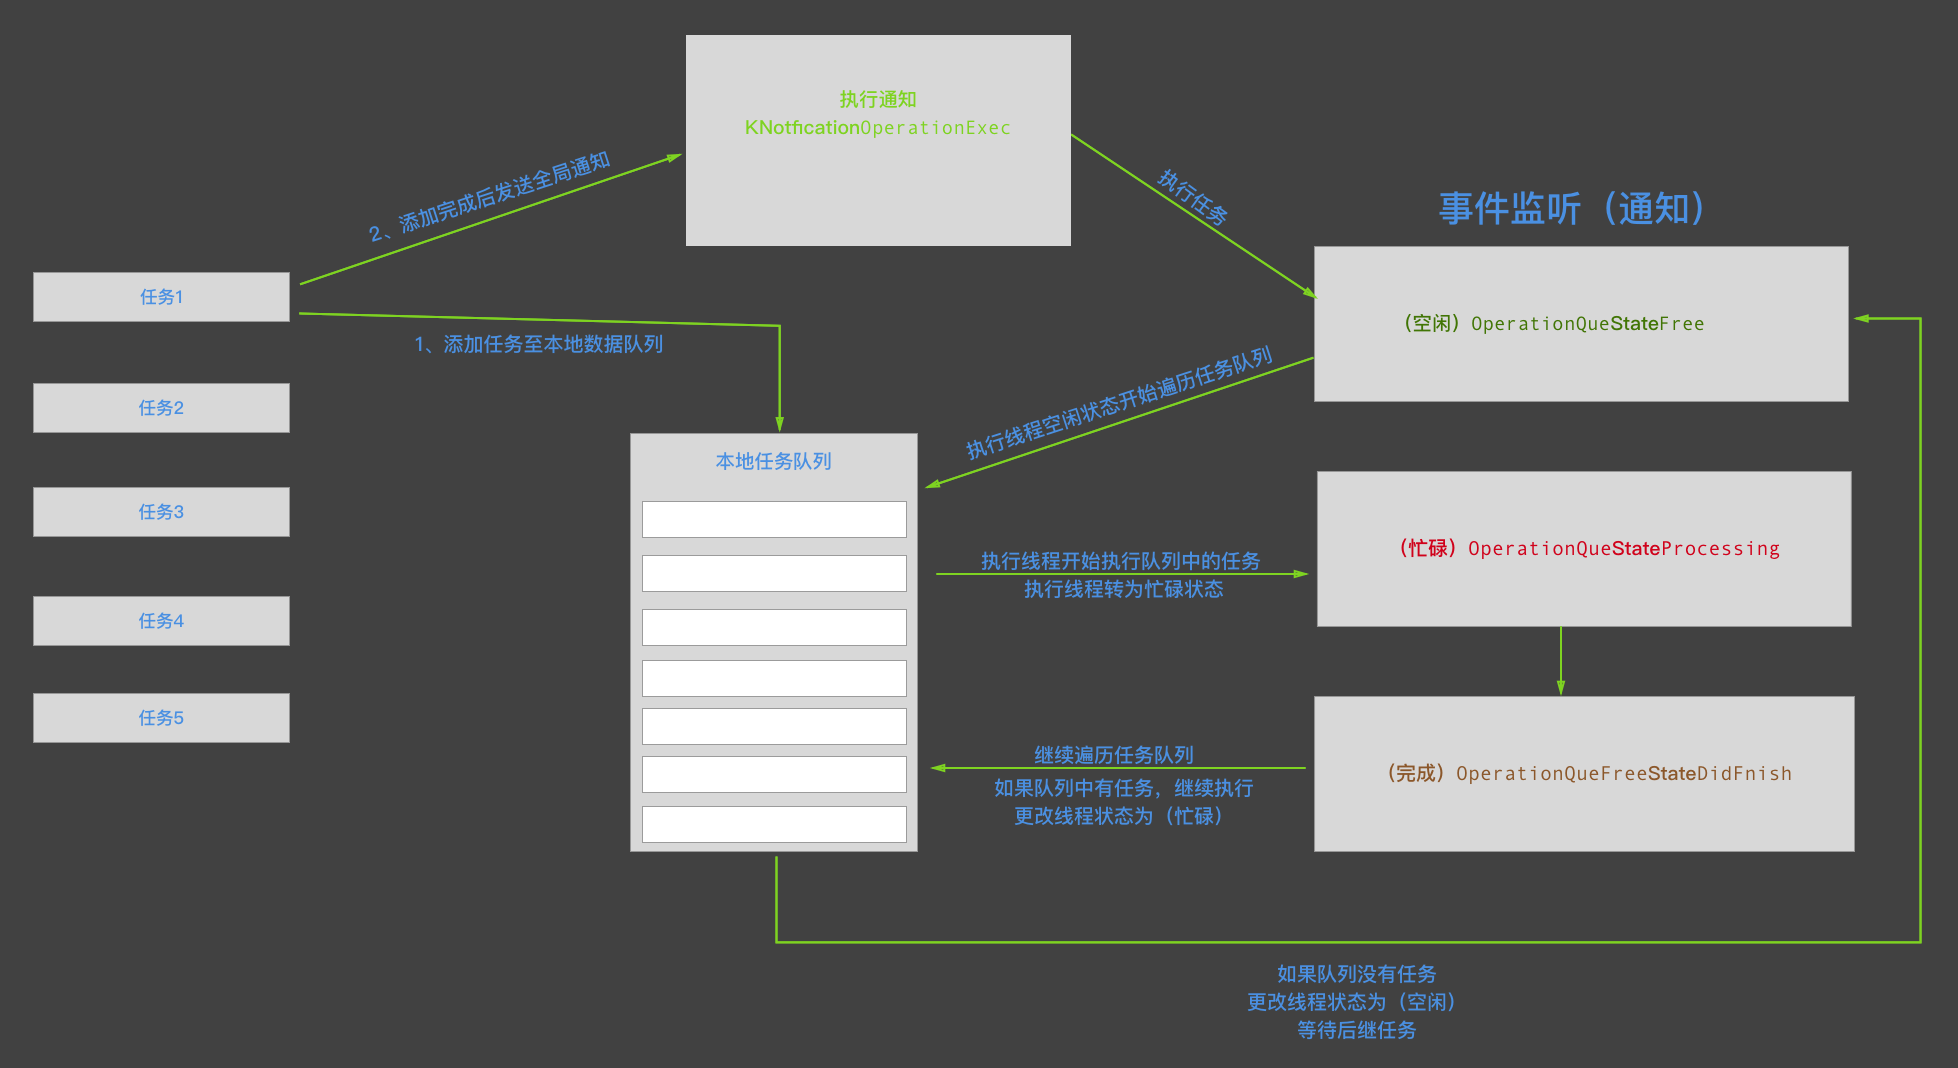 执行通知
KNotficationOperationExec
2、添加完成后发送全局通知
执行任务
事件监听（通知）
任务1
1、添加任务至本地数据队列
（空闲）OperationQueStateFree
执行线程空闲状态开始遍历任务队列
任务2
本地任务队列
任务3
执行线程开始执行队列中的任务
执行线程转为忙碌状态
（忙碌）OperationQueStateProcessing
任务4
任务5
继续遍历任务队列
如果队列中有任务，继续执行
更改线程状态为（忙碌）
（完成）OperationQueFreeStateDidFnish
如果队列没有任务
更改线程状态为（空闲）
等待后继任务